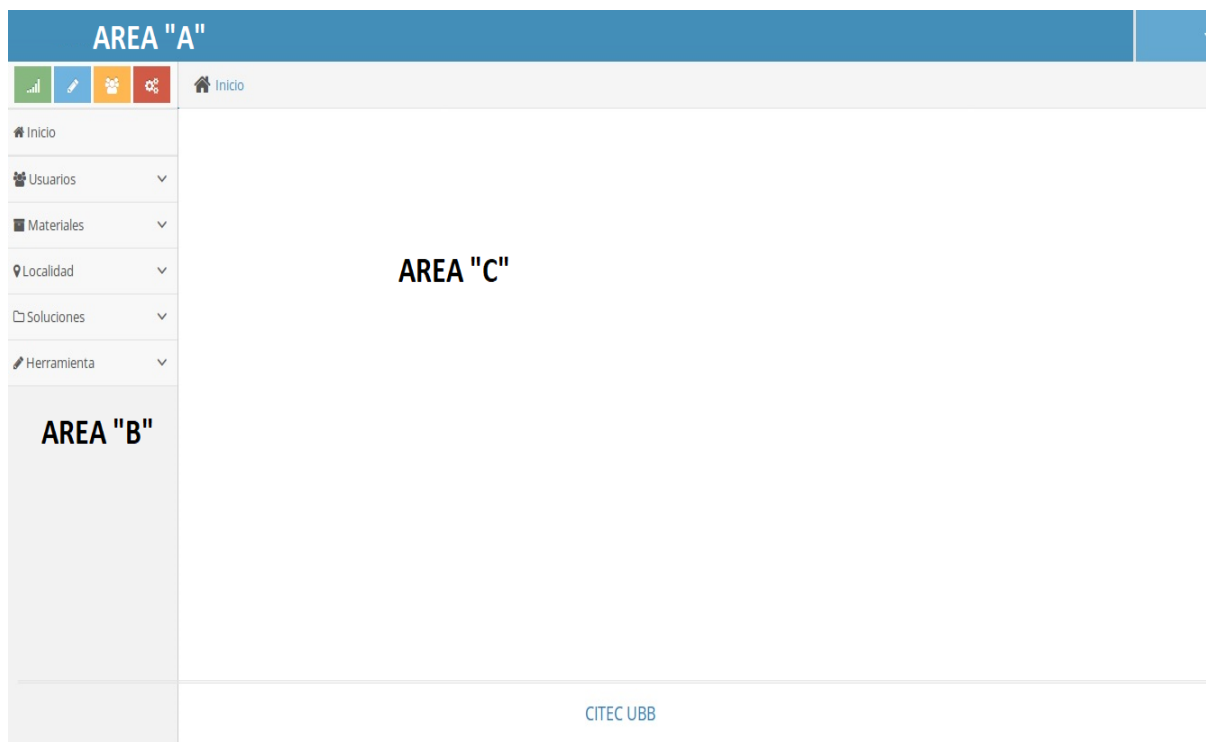 AREA "A"
Inicio
Inicio
Usuarios
Materiales
Localidad
Soluciones
Herramienta
AREA "C"
AREA "B"
CITEC UBB